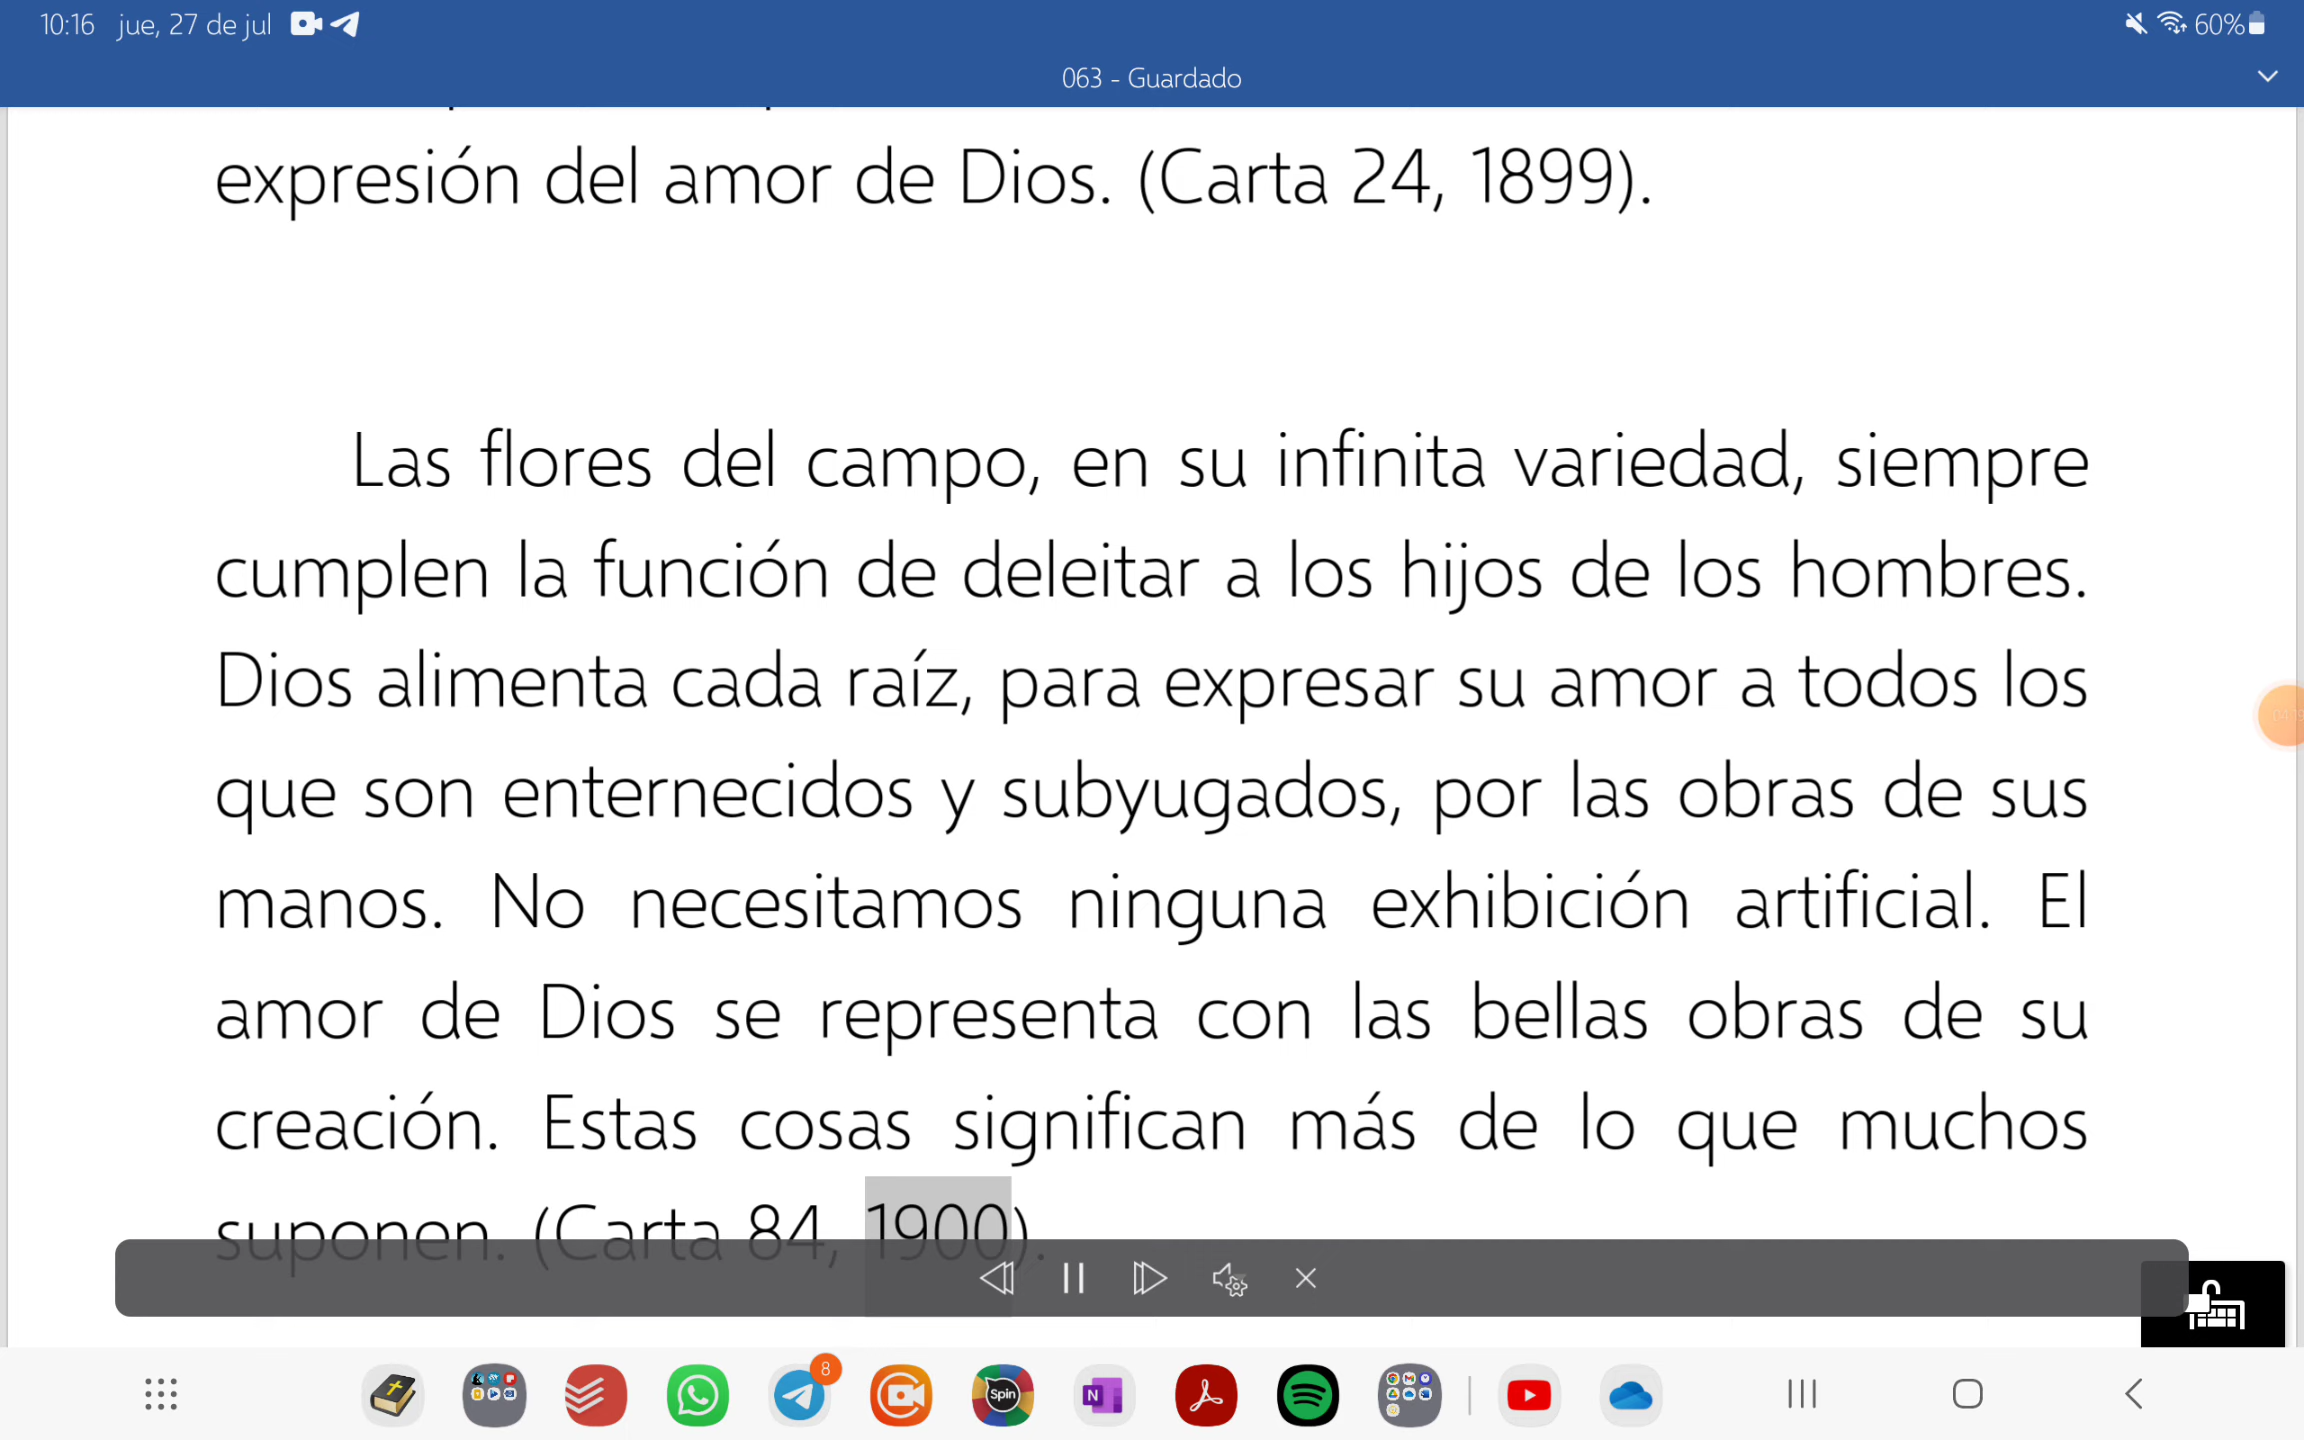 10:16 jue, 27 de jul
60%
063 - Guardado
expresión del amor de Dios. (Carta 24, 1899).
Las flores del campo, en su infinita variedad, siempre
cumplen la función de deleitar a los hijos de los hombres.
Dios alimenta cada raíz, para expresar su amor a todos los
que son enternecidos y subyugados, por las obras de sus
manos. No necesitamos ninguna exhibición artificial. El
amor de Dios se representa con las bellas obras de su
creación. Estas cosas significan más de lo que muchos
suponen. (Carta 84, 1900).
8
Spin
N